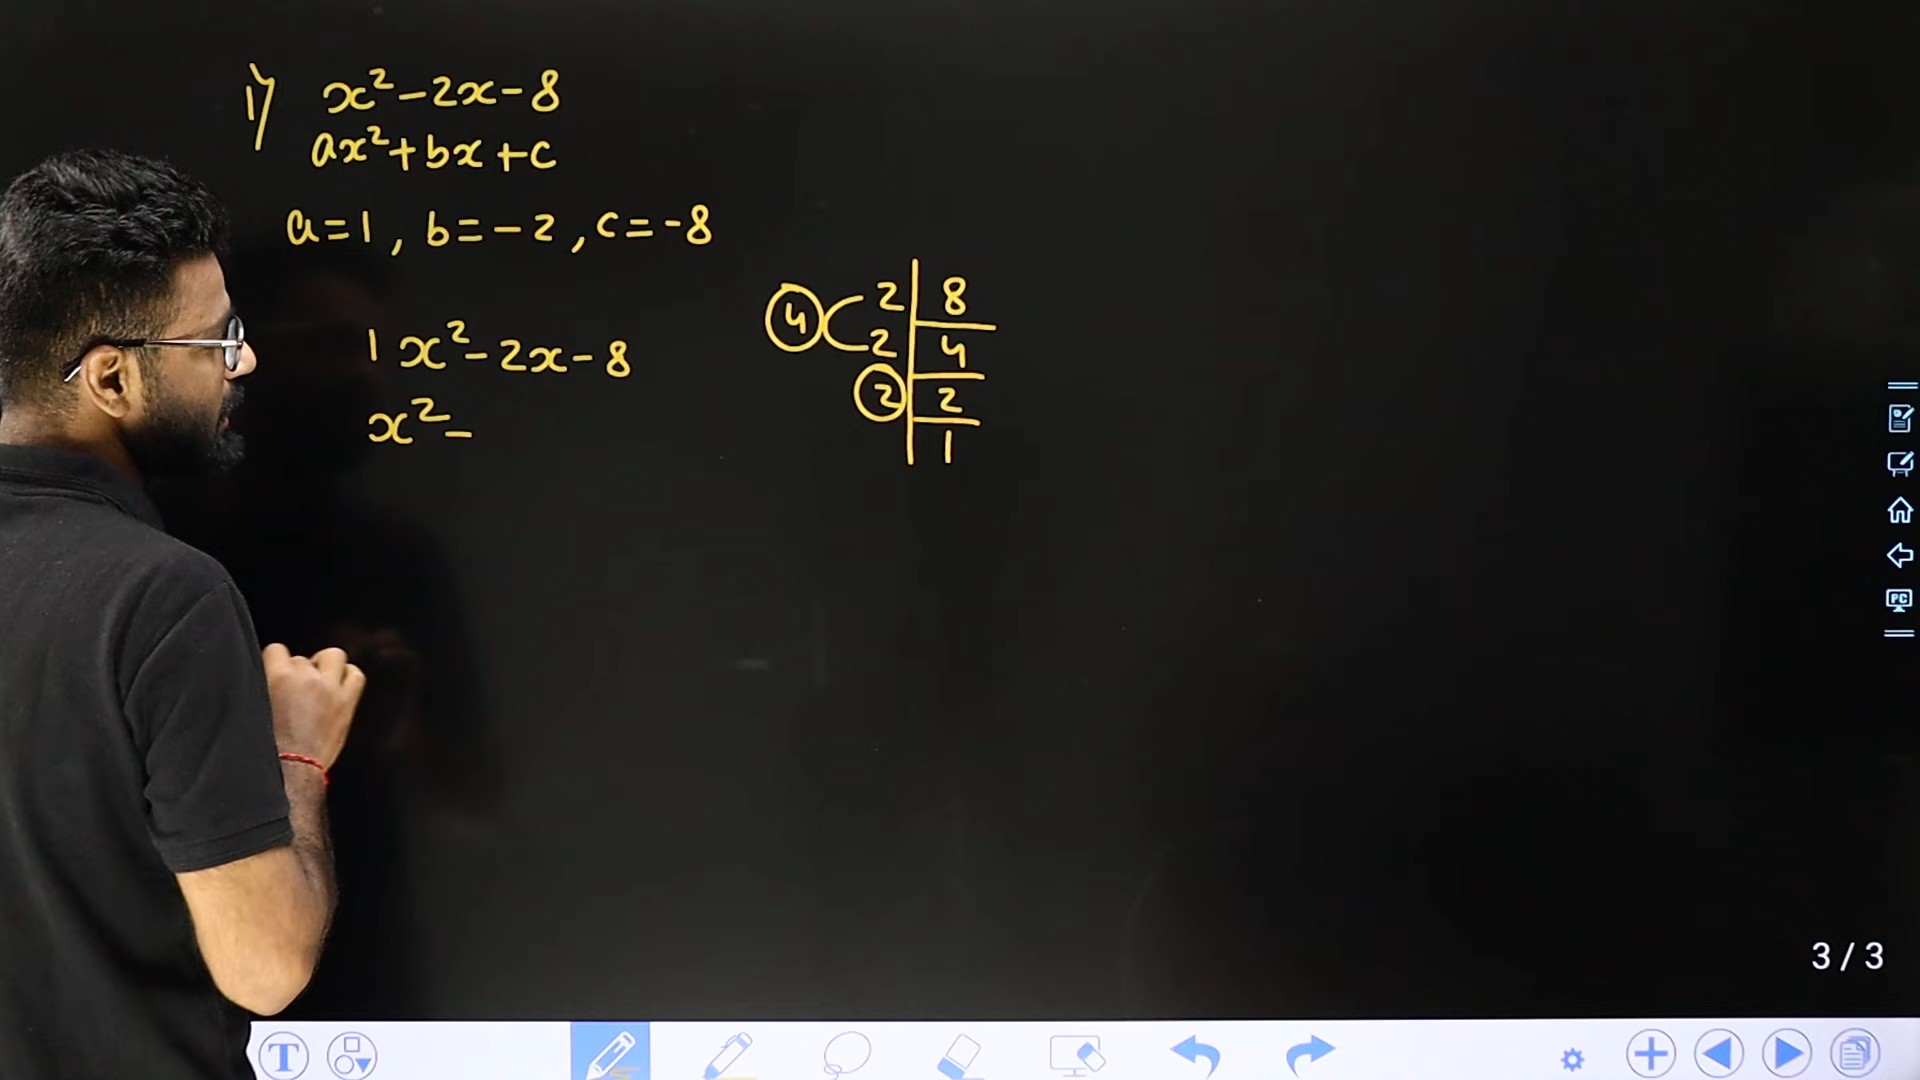 1) x² - 2x - 8
ax² + bx + c
a = 1, b = -2, c = -8
1x² - 2x - 8
x² -
4 2 | 8
2 | 4
2 | 2
1
3 / 3
T
PC